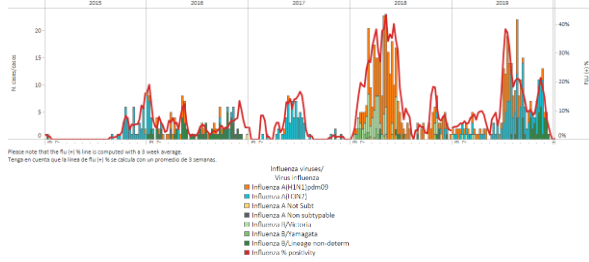 2015 2016 2017 2018 2019
20
15
10
5
0
N cases/casos
40%
30%
20%
10%
0%
% (+) FLU
Please note that the flu (+) % line is computed with a 3 week average.
Tenga en cuenta que la línea de flu (+) % se calcula con un promedio de 3 semanas.
Influenza viruses/
Virus influenza
Influenza A(H1N1)pdm09
Influenza A(H3N2)
Influenza A Not Subt
Influenza A Non subtypable
Influenza B/Victoria
Influenza B/Yamagata
Influenza B/Lineage non-determ
Influenza % positivity